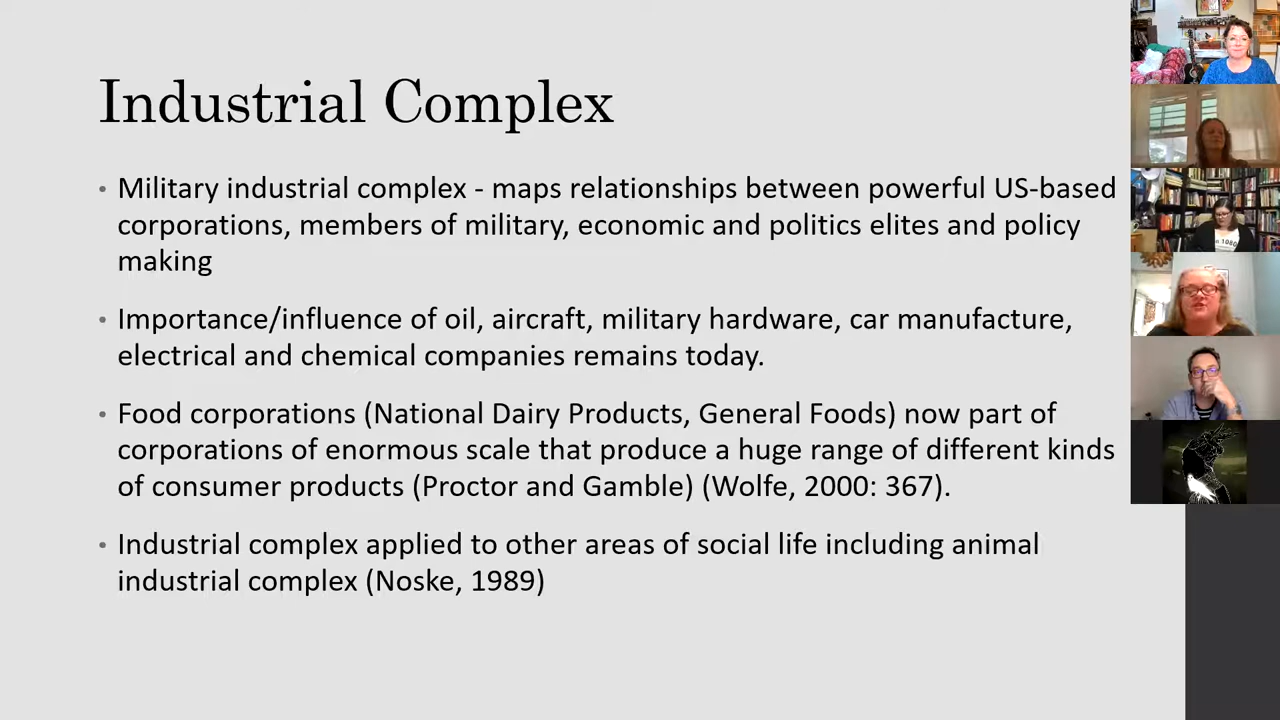 Industrial Complex
• Military industrial complex - maps relationships between powerful US-based
corporations, members of military, economic and politics elites and policy
making
• Importance/influence of oil, aircraft, military hardware, car manufacture,
electrical and chemical companies remains today.
• Food corporations (National Dairy Products, General Foods) now part of
corporations of enormous scale that produce a huge range of different kinds
of consumer products (Proctor and Gamble) (Wolfe, 2000: 367).
• Industrial complex applied to other areas of social life including animal
industrial complex (Noske, 1989)